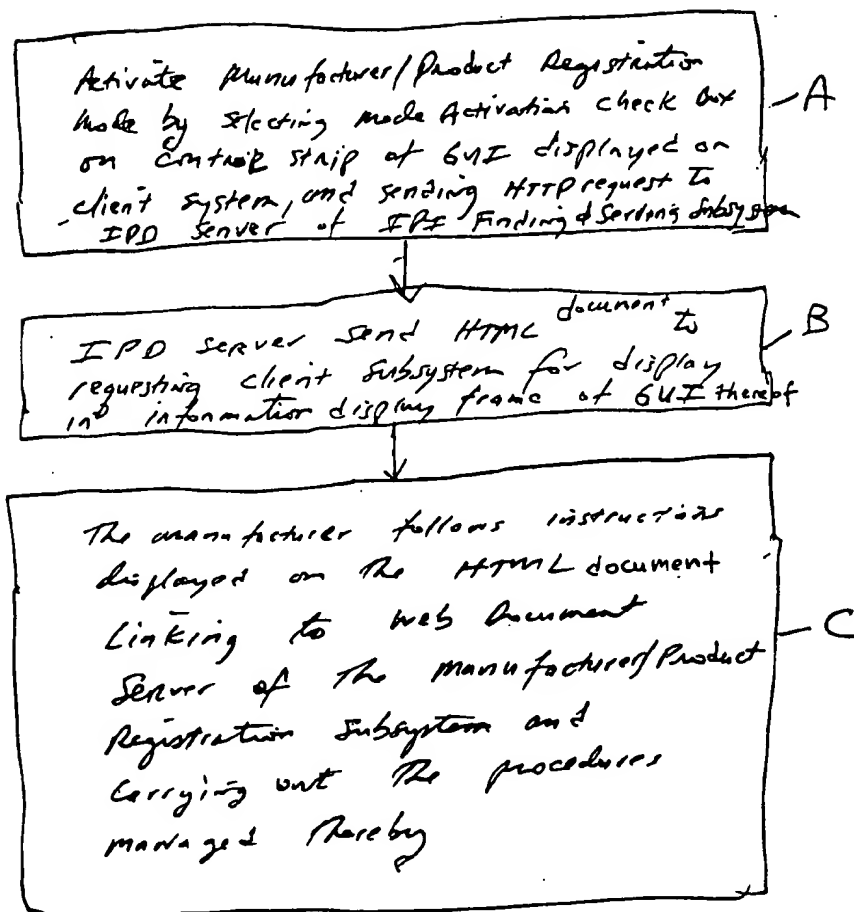 Activate Manufacturer/Product Registration
Mode by selecting mode Activation check box
on control strip of GUI displayed on
client system, and sending HTTP request to
IPD server of IPI Finding & Serving Subsystem
A
IPD server send HTML document to
requesting client subsystem for display
in information display frame of GUI thereof
B
The manufacturer follows instructions
displayed on the HTML document
Linking to web Document
Server of the manufacturer/Product
Registration subsystem and
Carrying out the procedures
managed thereby
C